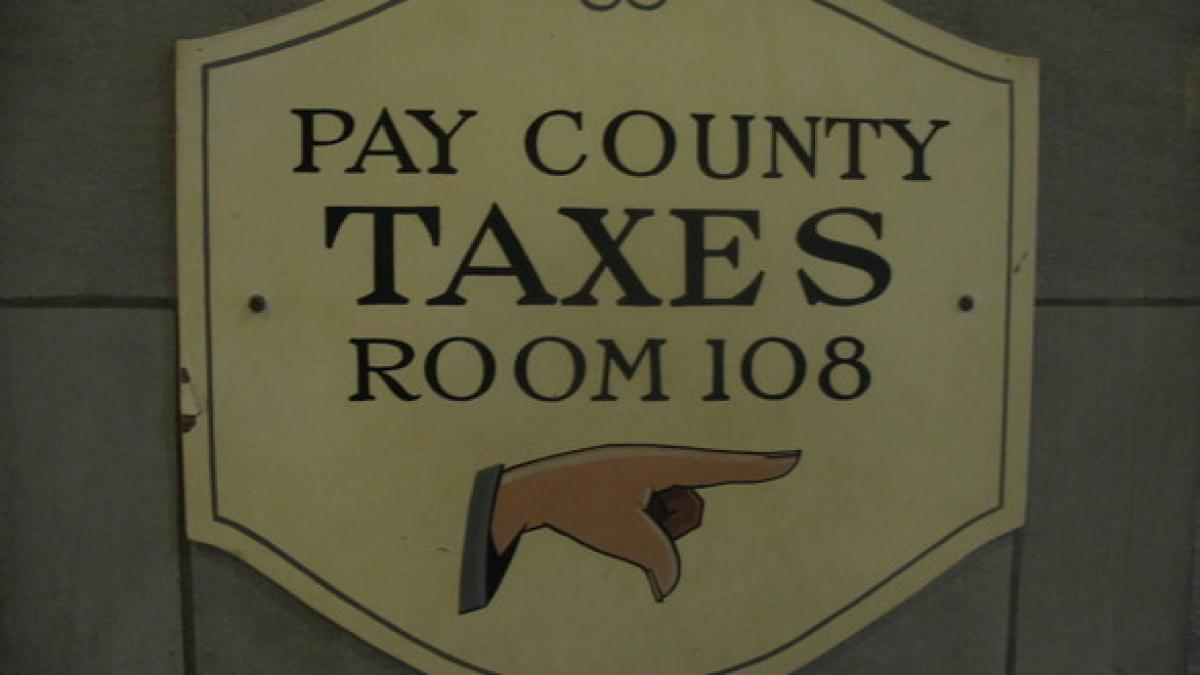 PAY COUNTY
TAXES
ROOM 108